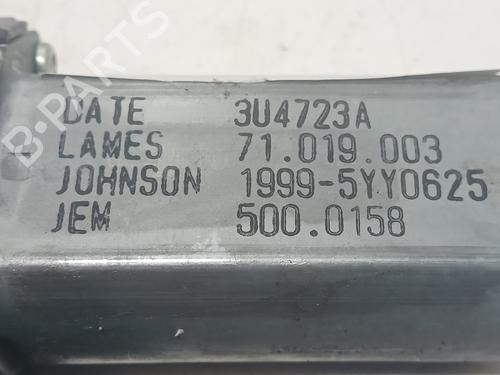 DATE 3U4723A
LAMES 71.019.003
JOHNSON 1999-5YY0625
JEM 500.0158
B-PARTS